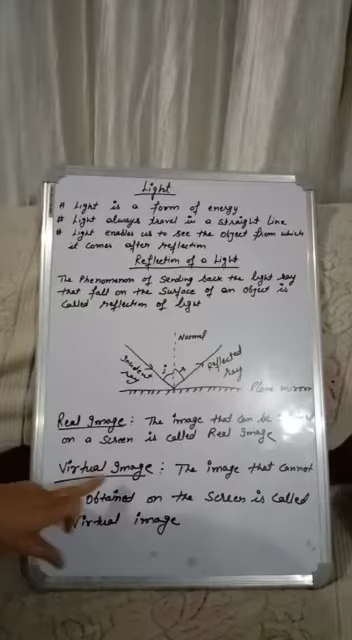 Light
# Light is a form of energy
# Light always travel in a straight line
# Light enables us to see the object from which
it comes after reflection
Reflection of a Light
The Phenomenon of Sending back the light ray
that fall on the Surface of an object is
called reflection of light
Normal
Incident ray
i
r
Reflected ray
Plane mirror
Real Image : The image that can be
on a screen is called Real Image
Virtual Image : The image that cannot
obtained on the Screen is called
Virtual image